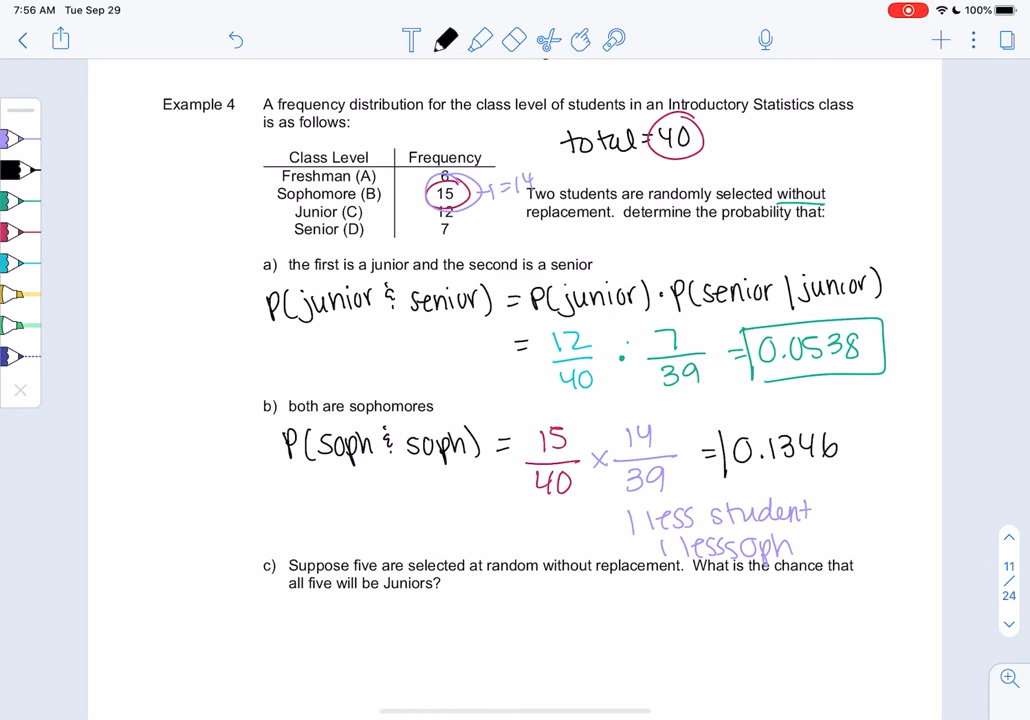 7:56 AM Tue Sep 29
100%
T
Example 4 A frequency distribution for the class level of students in an Introductory Statistics class
is as follows:
total=40
Class Level Frequency
Freshman (A) 6
Sophomore (B) 15 -1=14
Junior (C) 12
Senior (D) 7
Two students are randomly selected without
replacement. determine the probability that:
a) the first is a junior and the second is a senior
P(junior & senior) = P(junior) · P(senior | junior)
= 12/40 · 7/39 = 0.0538
b) both are sophomores
P(soph & soph) = 15/40 × 14/39 = 0.1346
1 less student
1 less soph
c) Suppose five are selected at random without replacement. What is the chance that
all five will be Juniors?
11
/
24